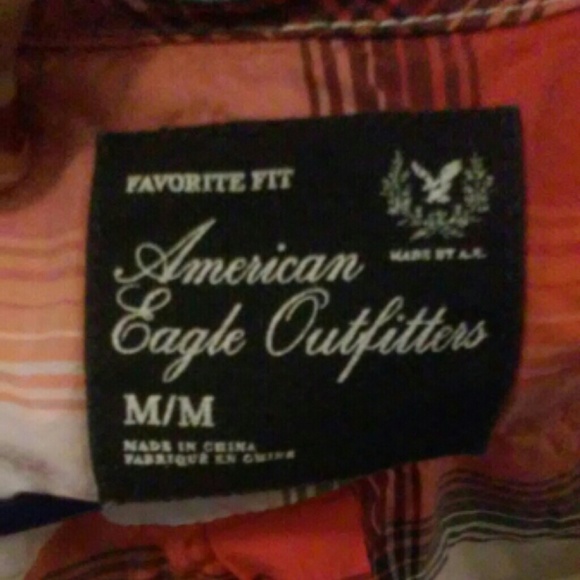 FAVORITE FIT
MADE BY A.E.
American
Eagle Outfitters
M/M
MADE IN CHINA
FABRIQUÉ EN CHINE